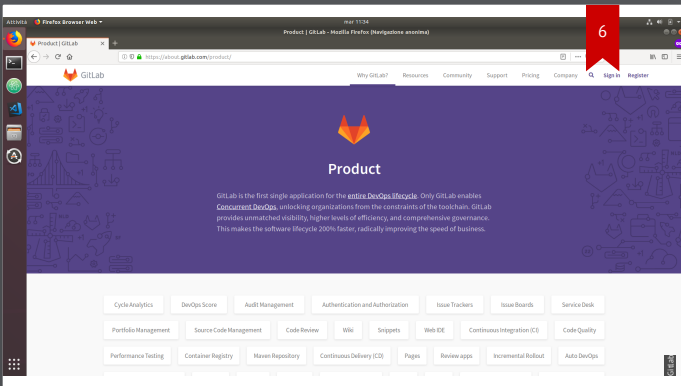 Attività
Firefox Browser Web
mar 11:34
Product | GitLab - Mozilla Firefox (Navigazione anonima)
6
Product | GitLab
https://about.gitlab.com/product/
GitLab
Why GitLab? Resources Community Support Pricing Company Sign in Register
Product
GitLab is the first single application for the entire DevOps lifecycle. Only GitLab enables
Concurrent DevOps, unlocking organizations from the constraints of the toolchain. GitLab
provides unmatched visibility, higher levels of efficiency, and comprehensive governance.
This makes the software lifecycle 200% faster, radically improving the speed of business.
Cycle Analytics DevOps Score Audit Management Authentication and Authorization Issue Trackers Issue Boards Service Desk
Portfolio Management Source Code Management Code Review Wiki Snippets Web IDE Continuous Integration (CI) Code Quality
Performance Testing Container Registry Maven Repository Continuous Delivery (CD) Pages Review apps Incremental Rollout Auto DevOps
GitLab